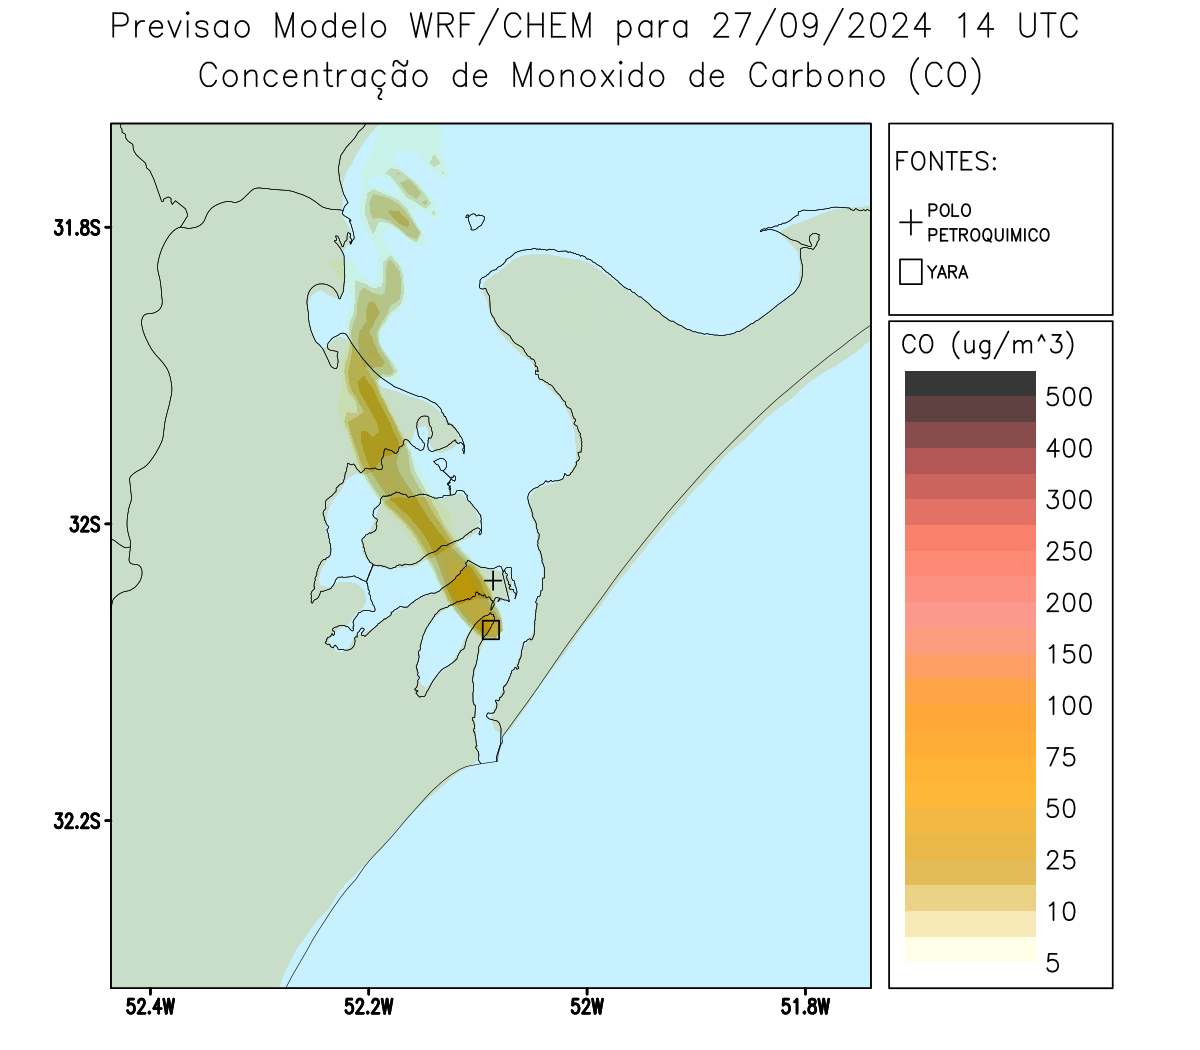 Previsao Modelo WRF/CHEM para 27/09/2024 14 UTC
Concentração de Monoxido de Carbono (CO)
FONTES:
POLO
PETROQUIMICO
YARA
CO (ug/m^3)
500
400
300
250
200
150
100
75
50
25
10
5
31.8S
32S
32.2S
52.4W
52.2W
52W
51.8W